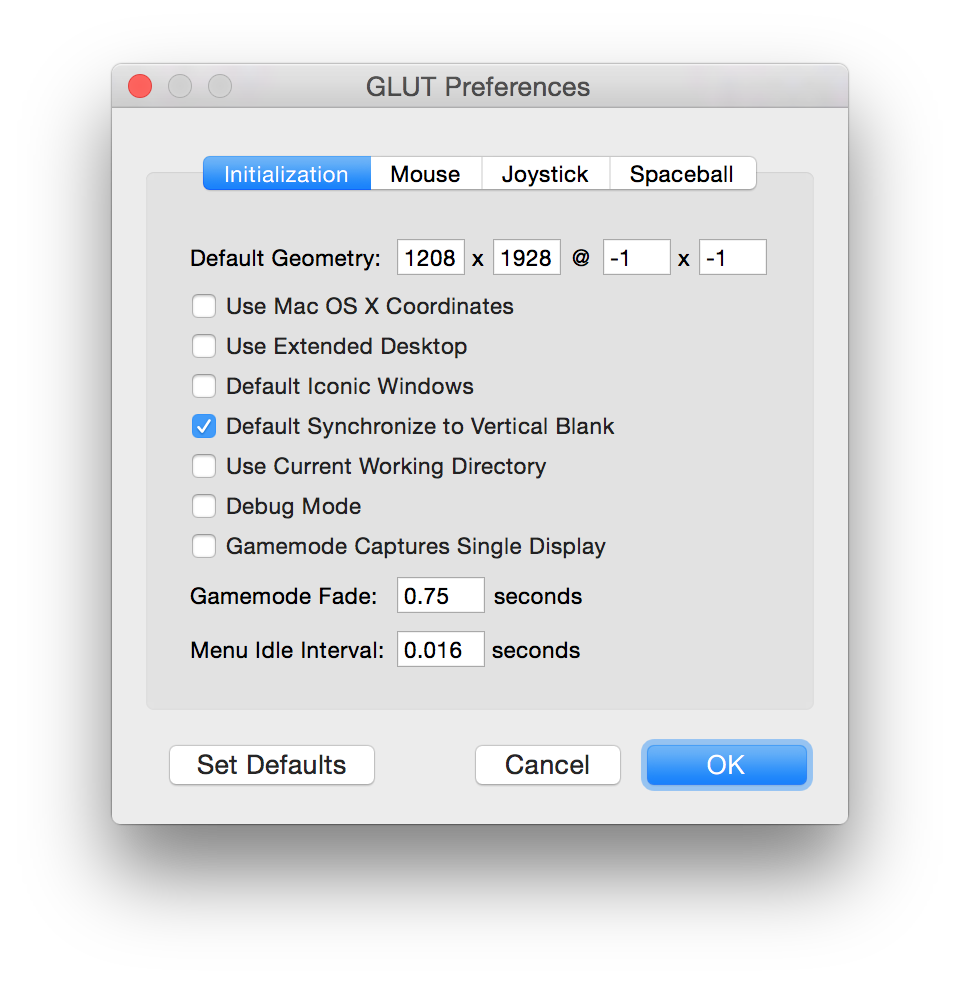 GLUT Preferences
Initialization Mouse Joystick Spaceball
Default Geometry: 1208 x 1928 @ -1 x -1
Use Mac OS X Coordinates
Use Extended Desktop
Default Iconic Windows
Default Synchronize to Vertical Blank
Use Current Working Directory
Debug Mode
Gamemode Captures Single Display
Gamemode Fade: 0.75 seconds
Menu Idle Interval: 0.016 seconds
Set Defaults Cancel OK